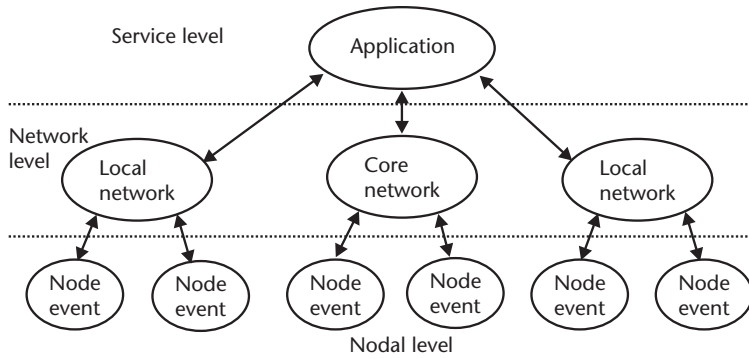 Service level
Application
Network
level
Local
network
Core
network
Local
network
Node
event
Node
event
Node
event
Node
event
Node
event
Node
event
Nodal level